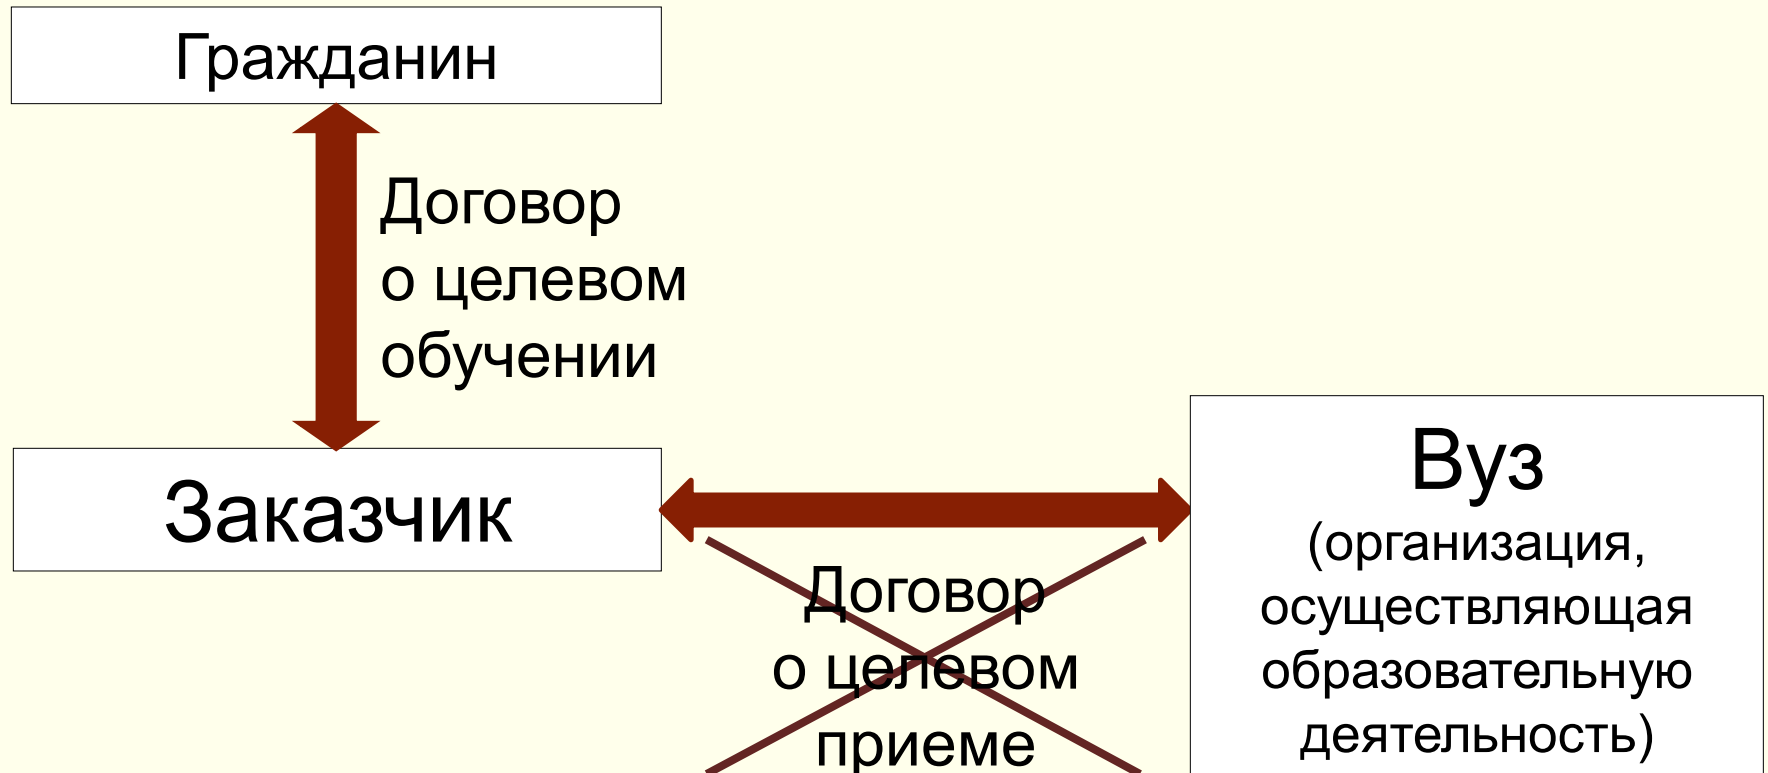 Гражданин
Договор
о целевом
обучении
Заказчик
Договор
о целевом
приеме
Вуз
(организация,
осуществляющая
образовательную
деятельность)